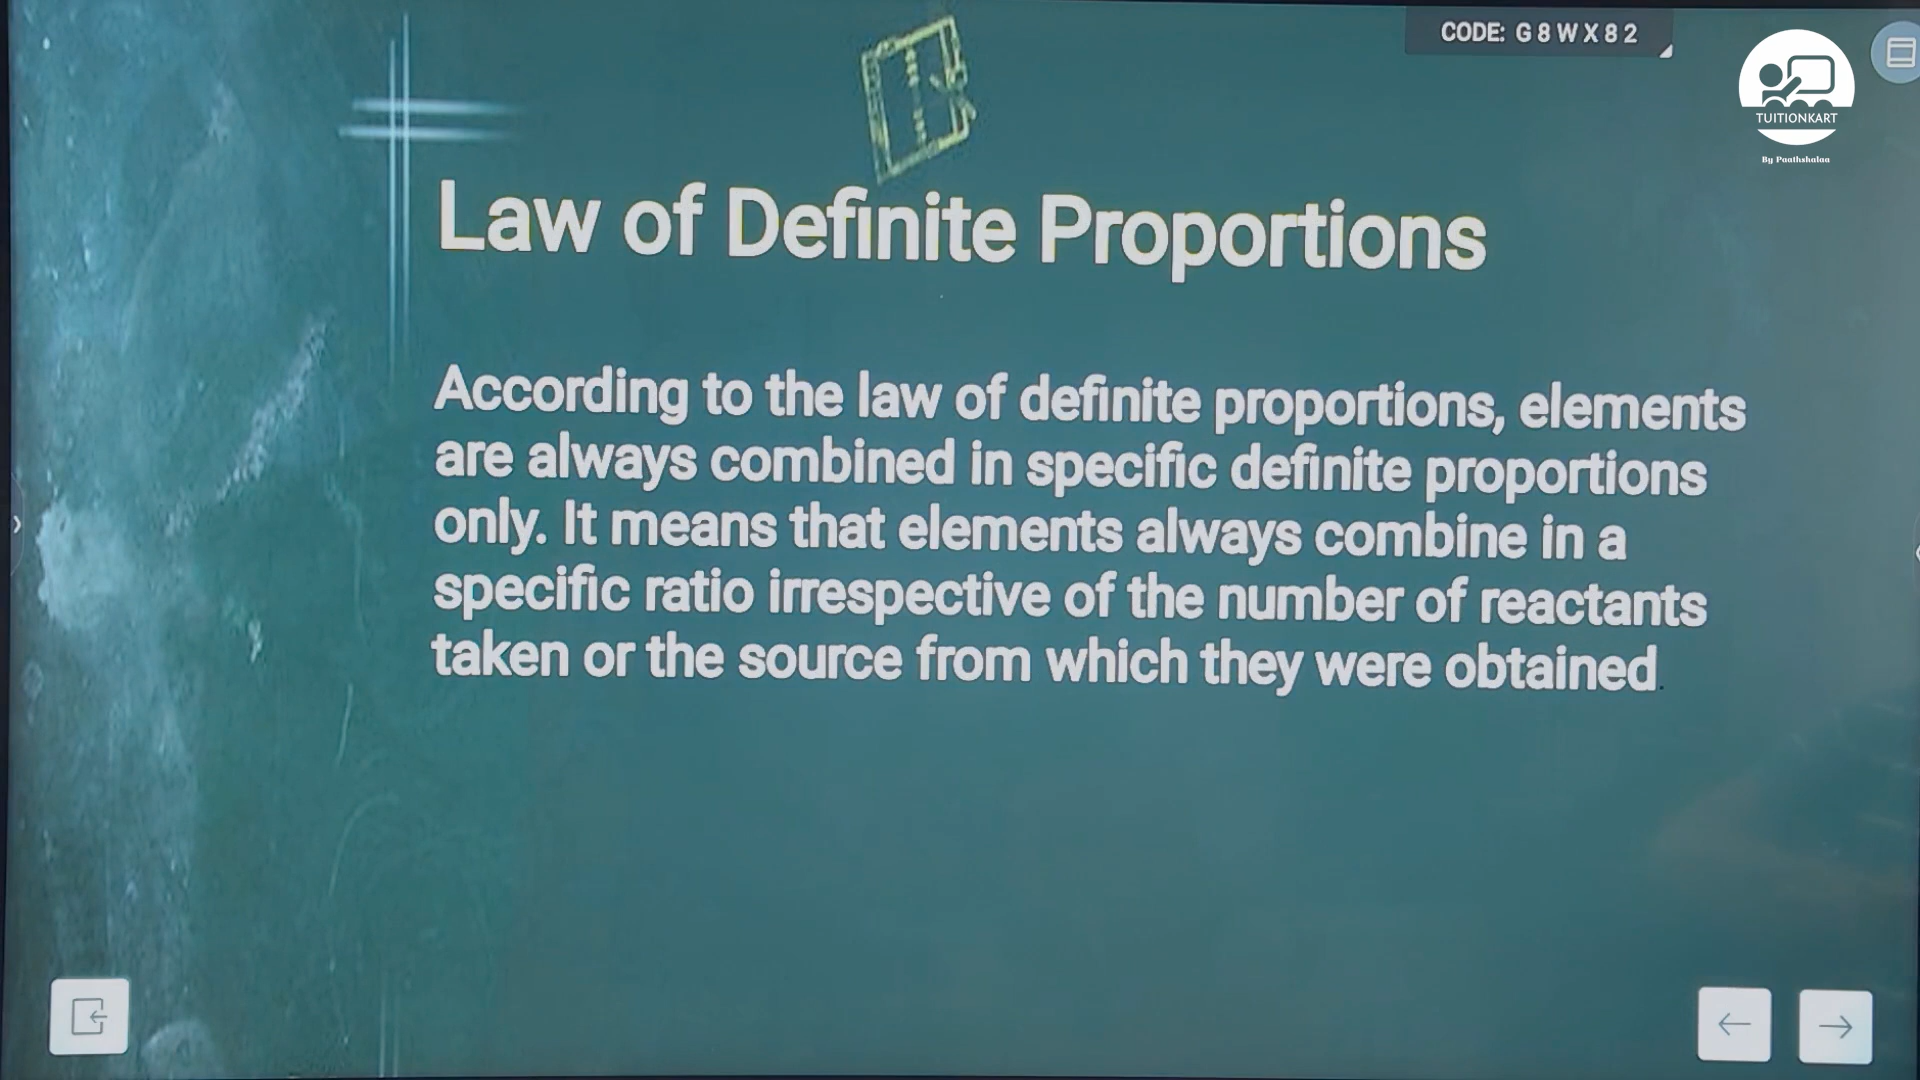 CODE: G 8 W X 8 2
TUITIONKART
By Paathshalaa
Law of Definite Proportions
According to the law of definite proportions, elements
are always combined in specific definite proportions
only. It means that elements always combine in a
specific ratio irrespective of the number of reactants
taken or the source from which they were obtained.